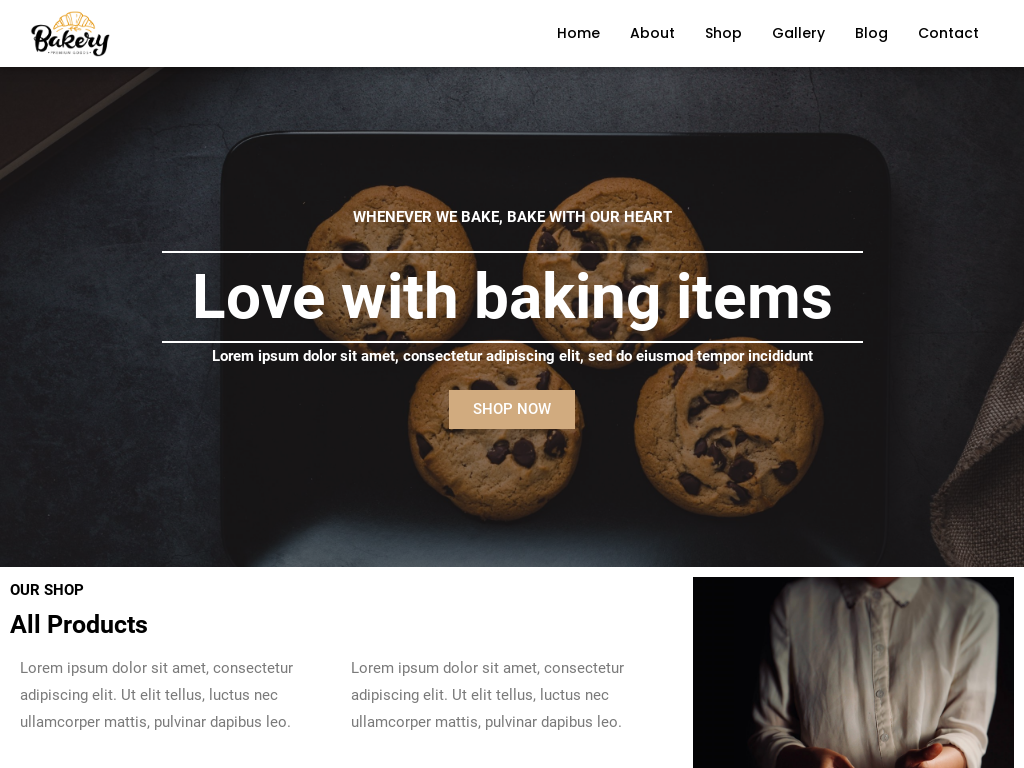 Bakery
Home About Shop Gallery Blog Contact
WHENEVER WE BAKE, BAKE WITH OUR HEART
Love with baking items
Lorem ipsum dolor sit amet, consectetur adipiscing elit, sed do eiusmod tempor incididunt
SHOP NOW
OUR SHOP
All Products
Lorem ipsum dolor sit amet, consectetur
adipiscing elit. Ut elit tellus, luctus nec
ullamcorper mattis, pulvinar dapibus leo.
Lorem ipsum dolor sit amet, consectetur
adipiscing elit. Ut elit tellus, luctus nec
ullamcorper mattis, pulvinar dapibus leo.